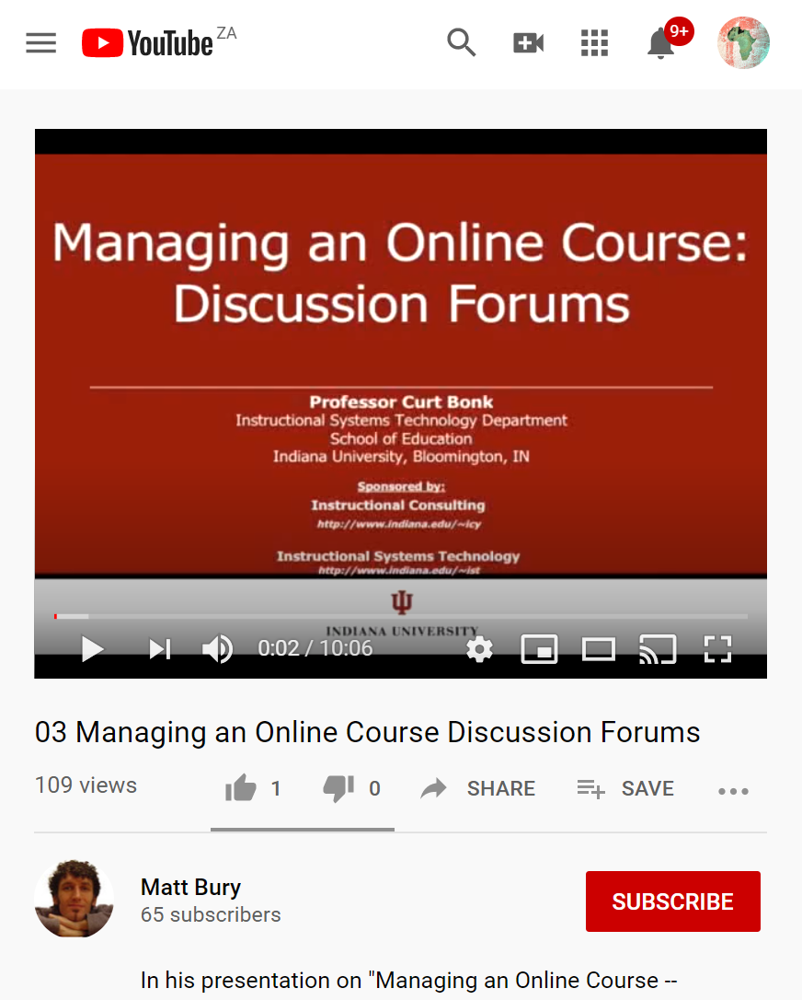 YouTube ZA
9+
Managing an Online Course:
Discussion Forums
Professor Curt Bonk
Instructional Systems Technology Department
School of Education
Indiana University, Bloomington, IN
Sponsored by:
Instructional Consulting
http://www.indiana.edu/~icy
Instructional Systems Technology
http://www.indiana.edu/~ist
INDIANA UNIVERSITY
0:02 / 10:06
03 Managing an Online Course Discussion Forums
109 views 1 0 SHARE SAVE
Matt Bury
65 subscribers
SUBSCRIBE
In his presentation on "Managing an Online Course --